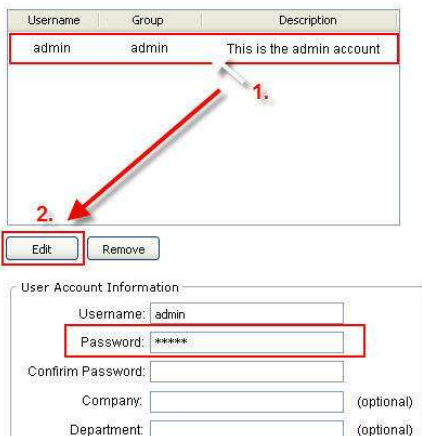 Username Group Description
admin admin This is the admin account
1.
2.
Edit Remove
User Account Information
Username: admin
Password: *****
Confirim Password:
Company: (optional)
Department: (optional)